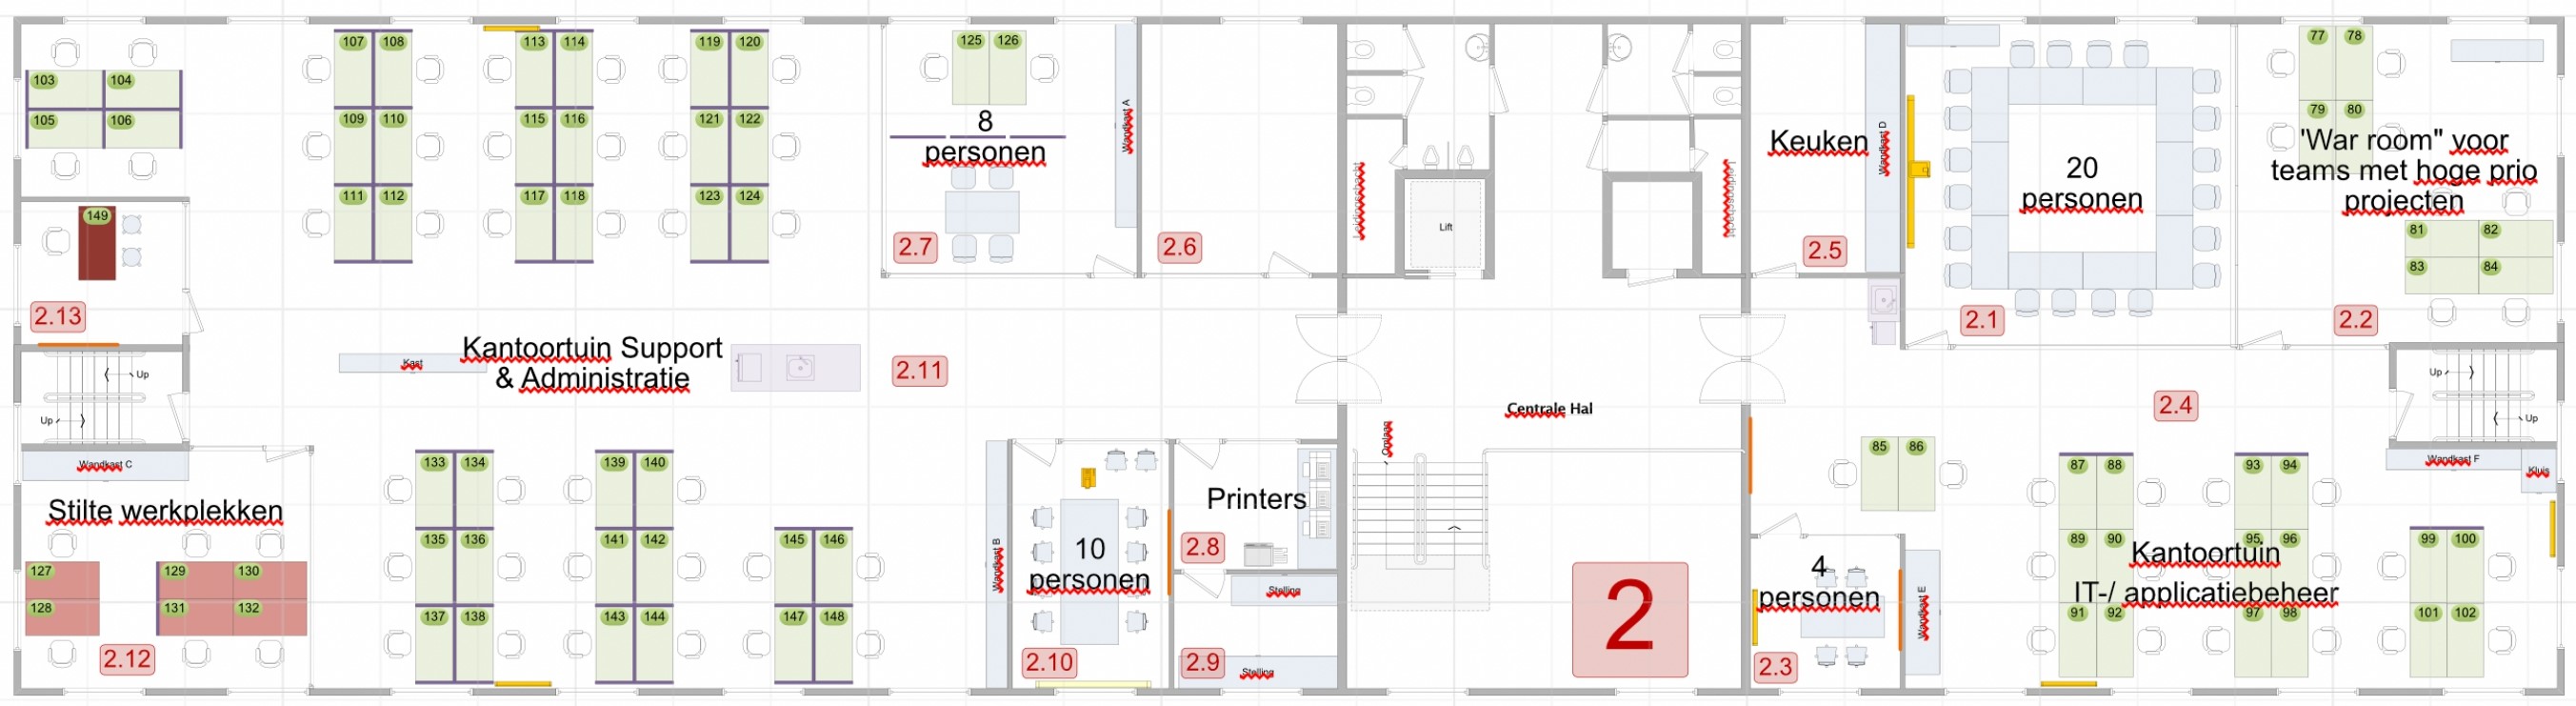 103
104
105
106
107
108
109
110
111
112
113
114
115
116
117
118
119
120
121
122
123
124
125
126
8
personen
Wandkast A
2.7
2.6
Leidingschacht
Lift
Leidingschacht
Keuken
Wandkast D
2.5
20
personen
2.1
77
78
79
80
'War room" voor
teams met hoge prio
projecten
81
82
83
84
2.2
149
2.13
Up
Up
Kast
Kantoortuin Support
& Administratie
2.11
Centrale Hal
Omlaag
2.4
Up
Up
Wandkast C
Stilte werkplekken
127
128
129
130
131
132
2.12
133
134
135
136
137
138
139
140
141
142
143
144
145
146
147
148
Wandkast B
10
personen
2.10
Printers
2.8
Stelling
2.9
Stelling
2
85
86
4
personen
2.3
Wandkast E
87
88
89
90
91
92
93
94
95
96
97
98
Kantoortuin
IT-/ applicatiebeheer
Wandkast F
Kluis
99
100
101
102